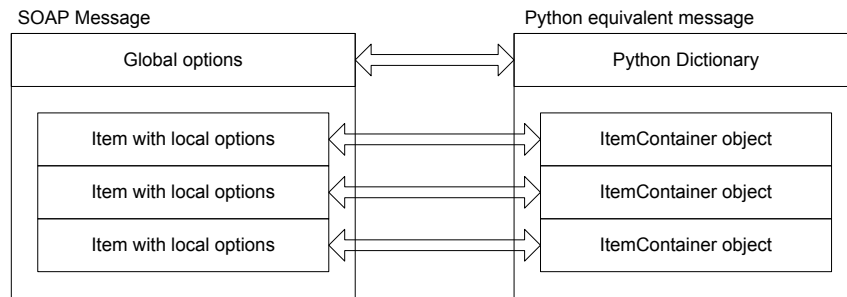 SOAP Message
Python equivalent message
Global options
Python Dictionary
Item with local options
ItemContainer object
Item with local options
ItemContainer object
Item with local options
ItemContainer object